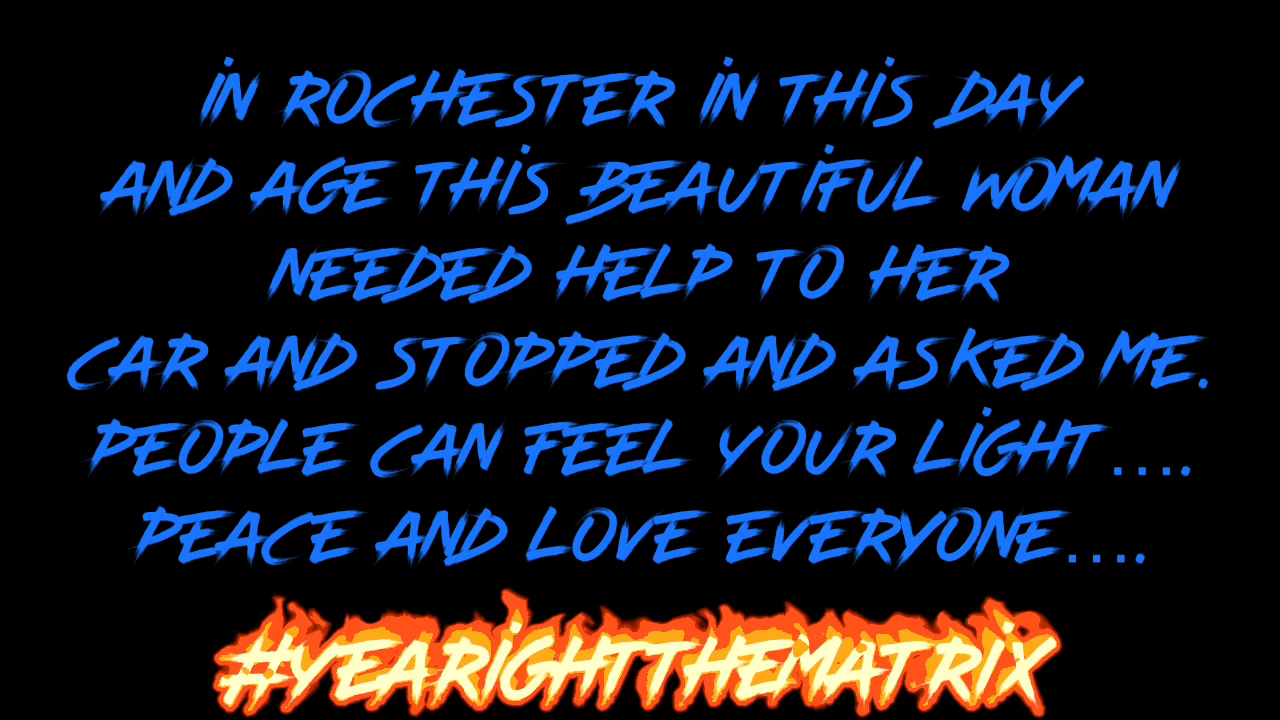 iN ROCHESTER iN THiS DAY
AND AGE THiS BEAUTiFUL WOMAN
NEEDED HELP TO HER
CAR AND STOPPED AND ASKED ME.
PEOPLE CAN FEEL YOUR LiGHT ....
PEACE AND LOVE EVERYONE....
#YEARiGHTTHEMATRiX